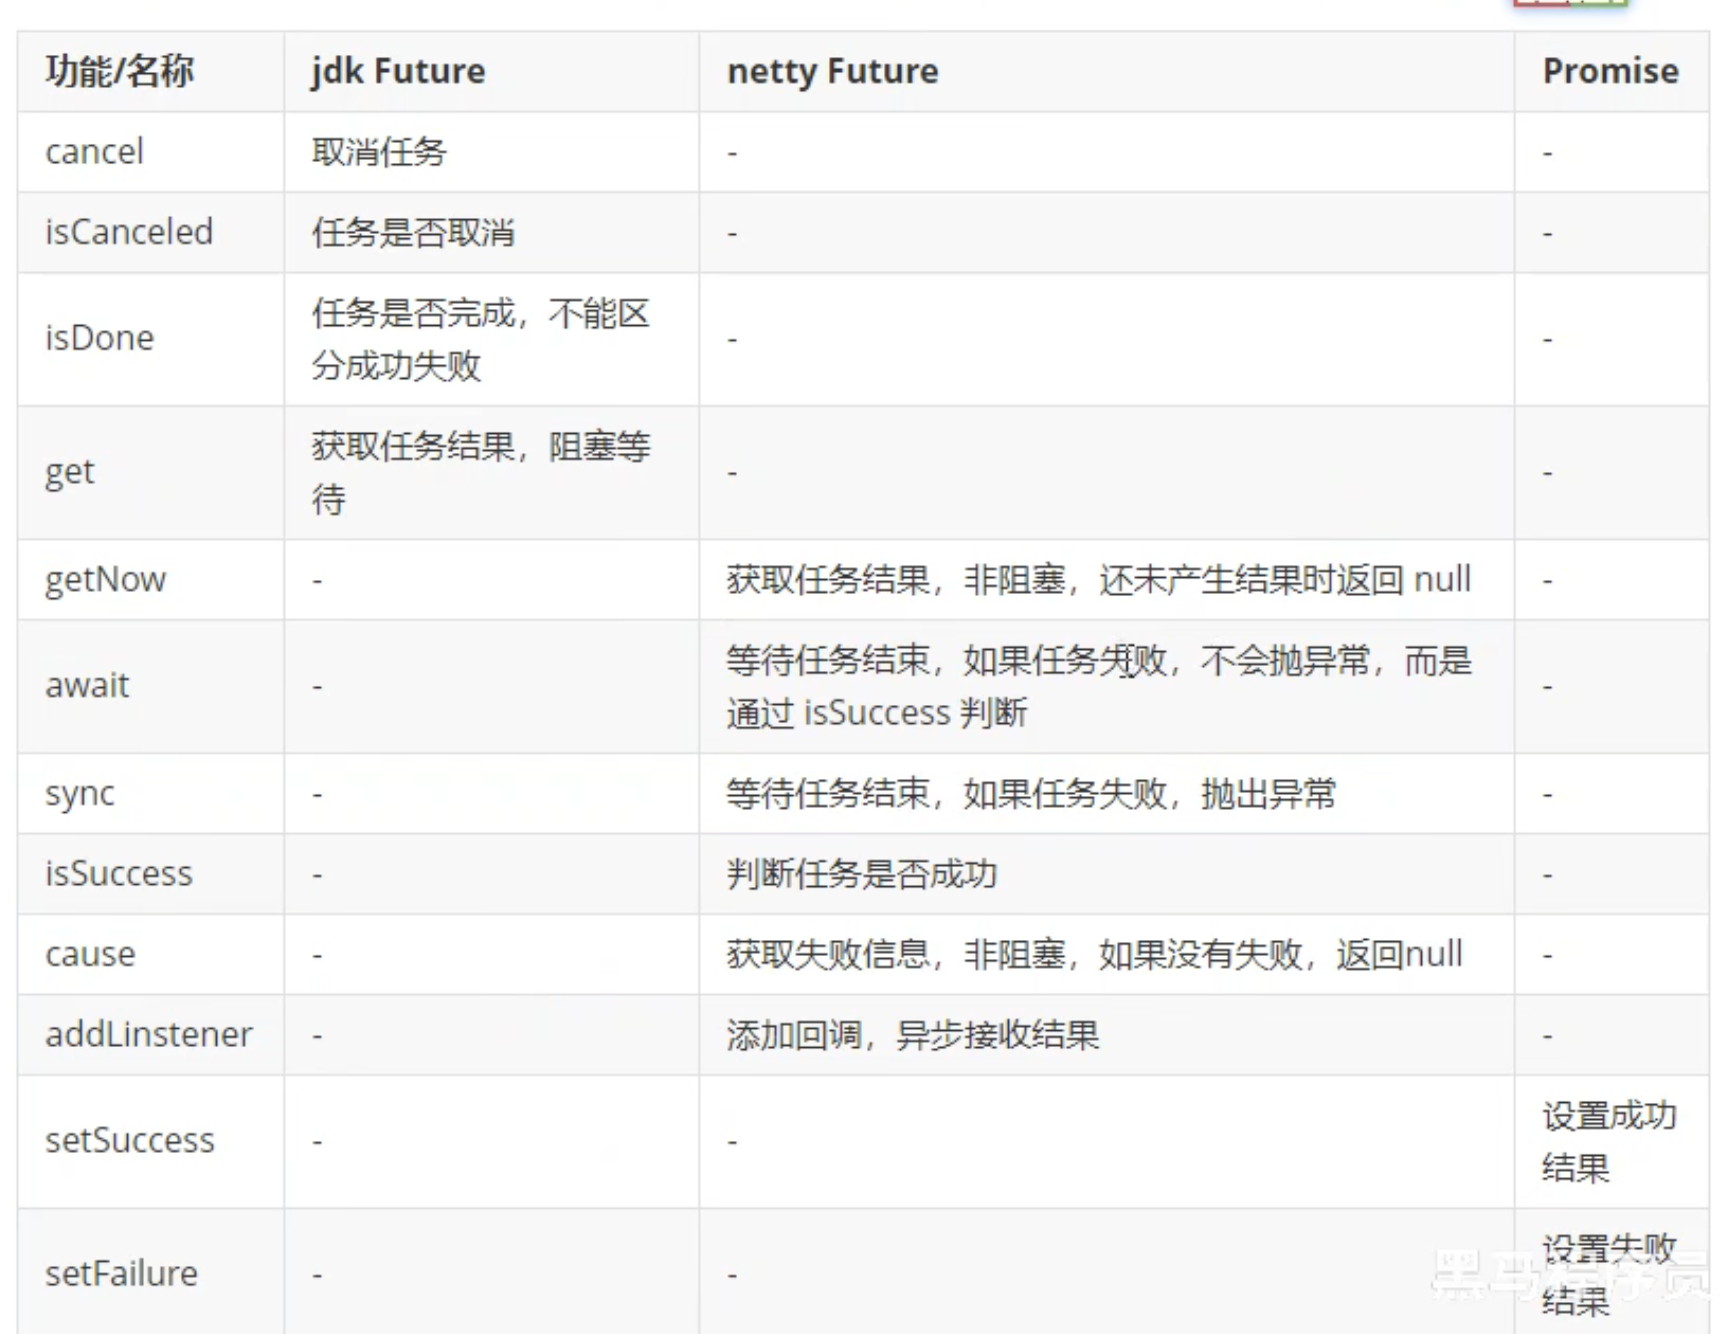 功能/名称 jdk Future netty Future Promise
cancel 取消任务 - -
isCanceled 任务是否取消 - -
isDone 任务是否完成，不能区 - -
分成功失败
get 获取任务结果，阻塞等 - -
待
getNow - 获取任务结果，非阻塞，还未产生结果时返回 null -
await - 等待任务结束，如果任务失败，不会抛异常，而是 -
通过 isSuccess 判断
sync - 等待任务结束，如果任务失败，抛出异常 -
isSuccess - 判断任务是否成功 -
cause - 获取失败信息，非阻塞，如果没有失败，返回null -
addLinstener - 添加回调，异步接收结果 -
setSuccess - - 设置成功
结果
setFailure - - 设置失败
结果
黑马程序员